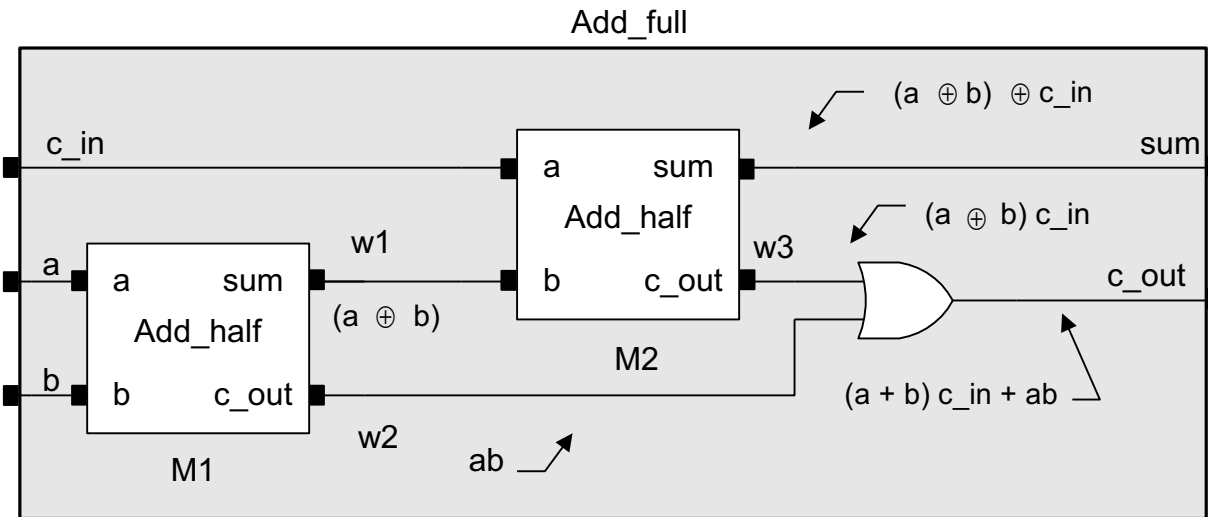 Add_full
(a ⊕ b) ⊕ c_in
c_in
sum
a sum
Add_half
(a ⊕ b) c_in
w1
w3
a
a sum
b c_out
c_out
(a ⊕ b)
Add_half
M2
b
b c_out
(a + b) c_in + ab
w2
ab
M1